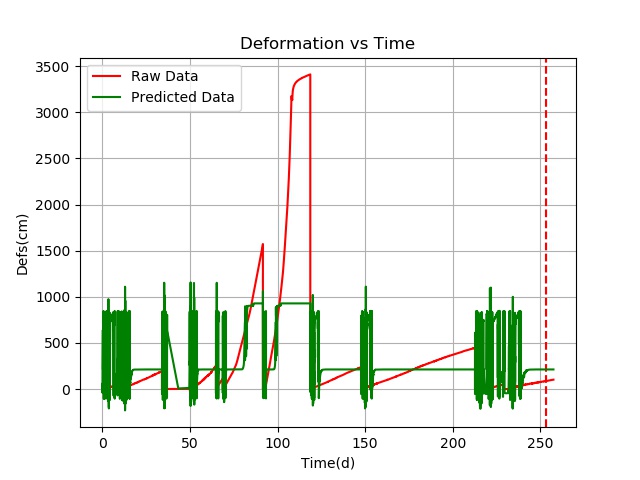 Deformation vs Time
Raw Data
Predicted Data
3500
3000
2500
2000
1500
1000
500
0
Defs(cm)
0 50 100 150 200 250
Time(d)